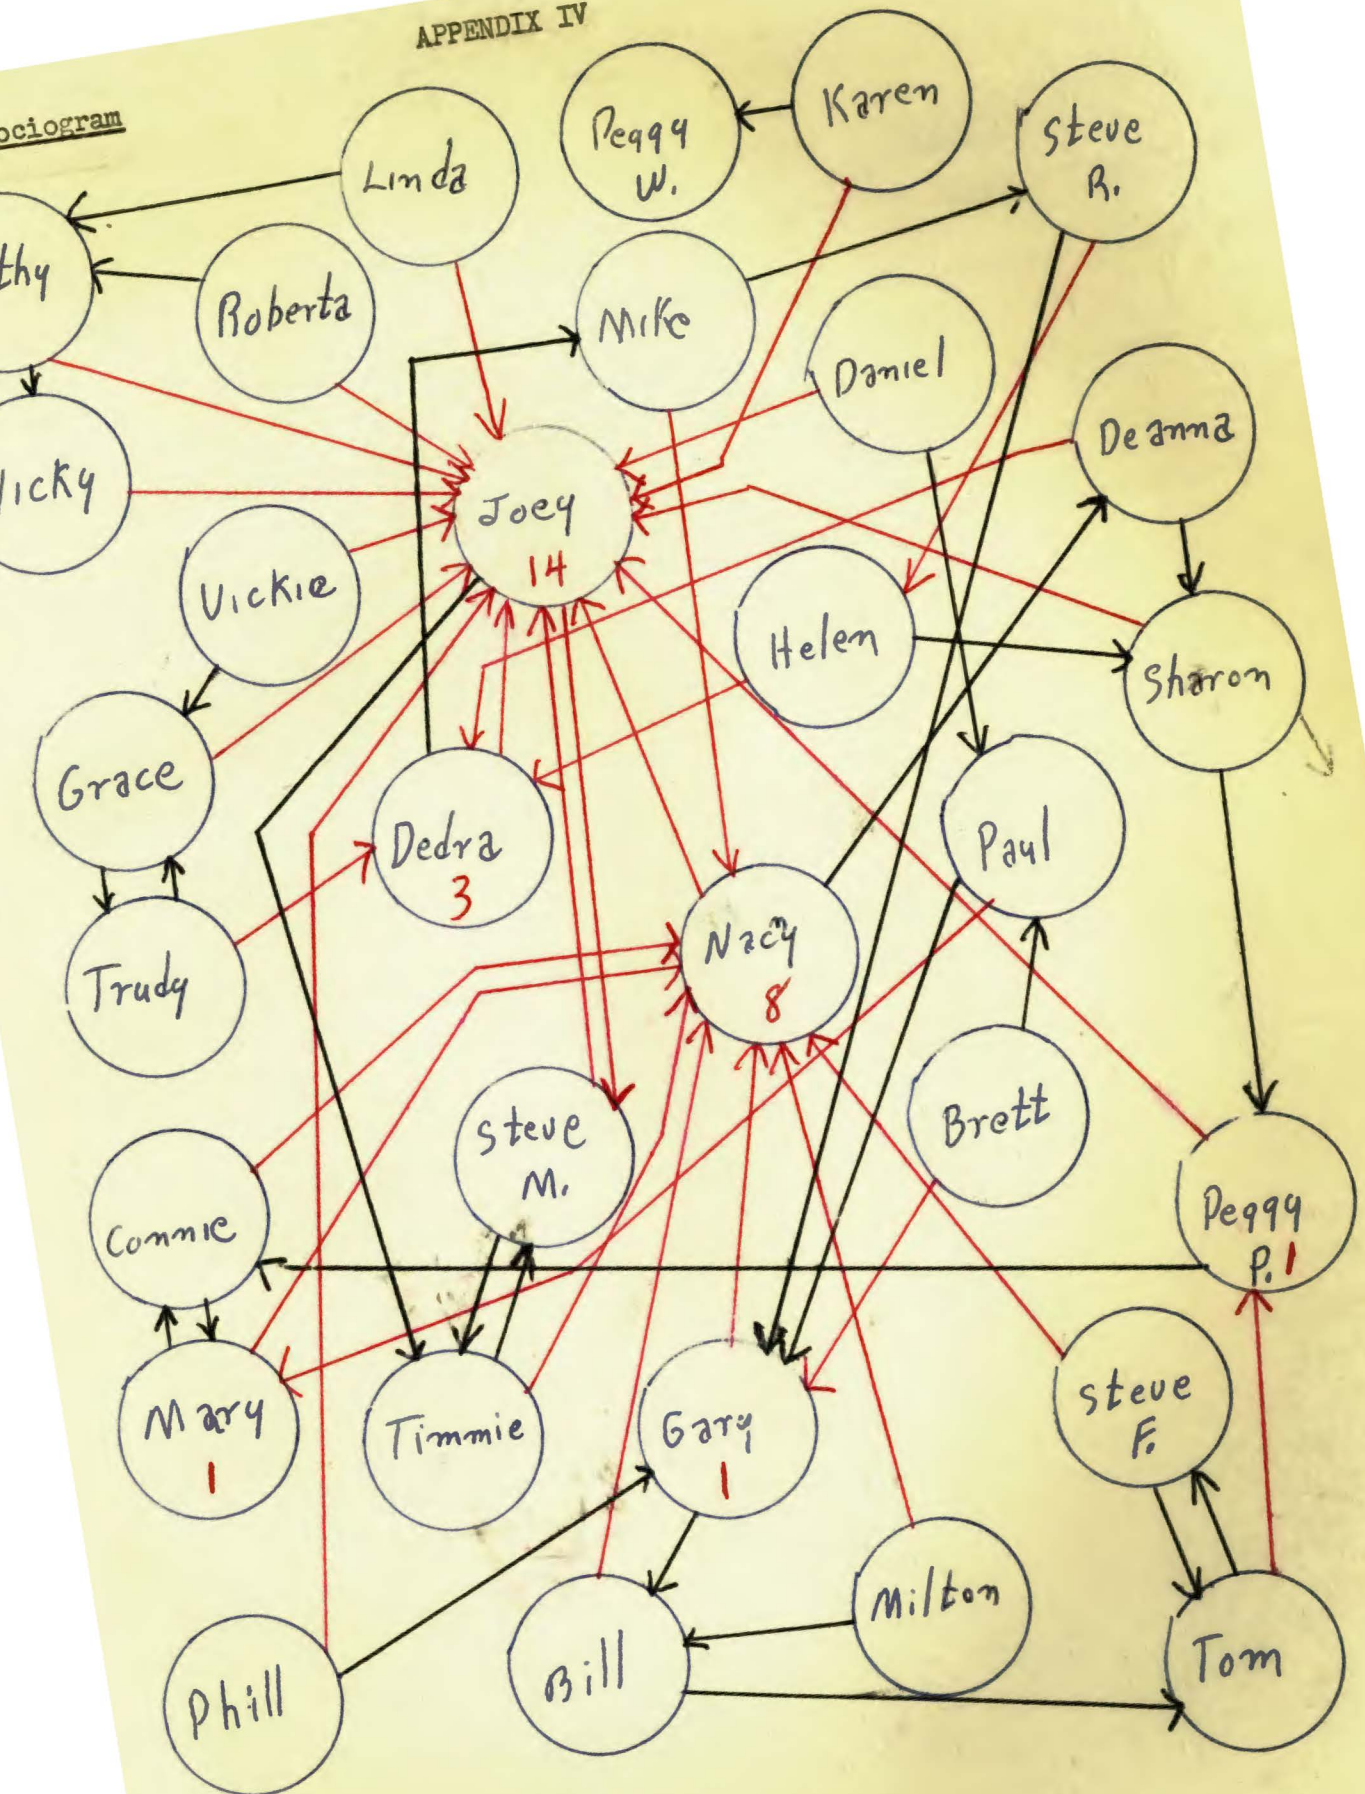 APPENDIX IV
ociogram
Karen
Peggy
W.
Steve
R.
Linda
thy
Roberta
Mike
Daniel
Deanna
icky
Joey
14
Vickie
Helen
Sharon
Grace
Dedra
3
Paul
Nacny
8
Trudy
Steve
M.
Brett
Connie
Peggy
P. 1
Mary
1
Timmie
Gary
1
Steve
F.
Phill
Bill
Milton
Tom